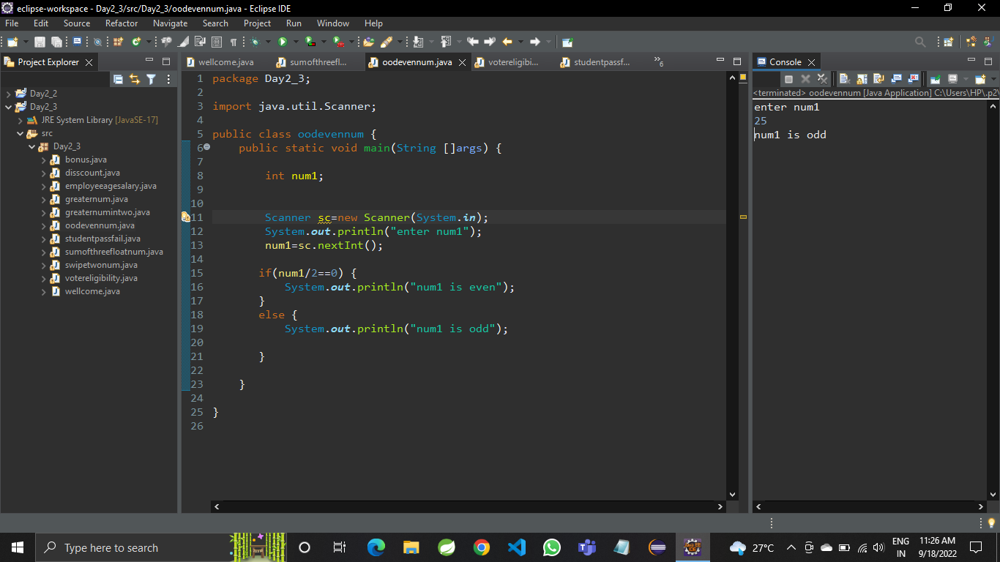 eclipse-workspace - Day2_3/src/Day2_3/oodevennum.java - Eclipse IDE
File Edit Source Refactor Navigate Search Project Run Window Help
Project Explorer
Day2_2
Day2_3
JRE System Library [JavaSE-17]
src
Day2_3
bonus.java
disscount.java
employeeagesalary.java
greaternum.java
greaternumintwo.java
oodevennum.java
studentpassfail.java
sumofthreefloatnum.java
swipetwonum.java
votereligibility.java
wellcome.java
wellcome.java sumofthreefl... oodevennum.java votereligibi... studentpassf... »6
1 package Day2_3;
2
3 import java.util.Scanner;
4
5 public class oodevennum {
6 public static void main(String []args) {
7
8 int num1;
9
10
11 Scanner sc=new Scanner(System.in);
12 System.out.println("enter num1");
13 num1=sc.nextInt();
14
15 if(num1/2==0) {
16 System.out.println("num1 is even");
17 }
18 else {
19 System.out.println("num1 is odd");
20
21 }
22
23 }
24
25 }
26
Console
<terminated> oodevennum [Java Application] C:\Users\HP\.p2\
enter num1
25
num1 is odd
Type here to search
27°C
ENG
IN
11:26 AM
9/18/2022